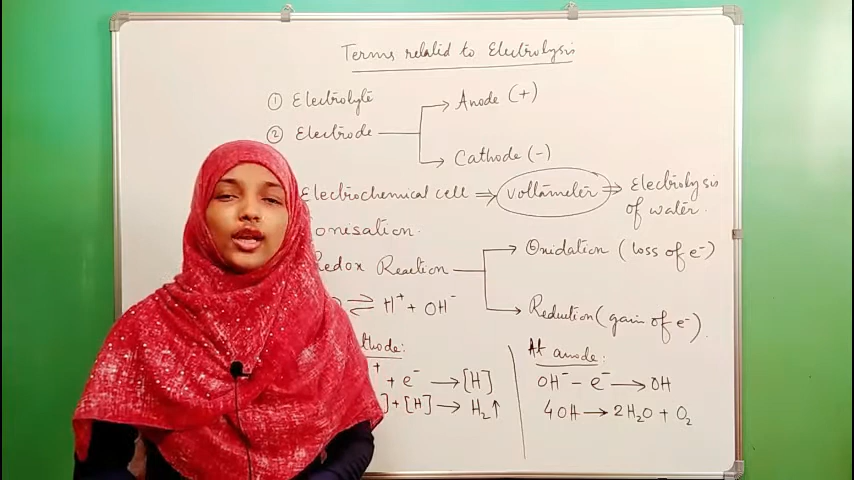 Terms related to Electrolysis
① Electrolyte
② Electrode → Anode (+)
→ Cathode (-)
Electrochemical cell ⇒ Voltameter ⇒ Electrolysis of water.
onisation.
Redox Reaction → Oxidation (loss of e⁻)
→ Reduction (gain of e⁻).
⇌ H⁺ + OH⁻
thode:
⁺ + e⁻ → [H]
] + [H] → H₂↑
At anode:
OH⁻ - e⁻ → OH
4OH → 2H₂O + O₂